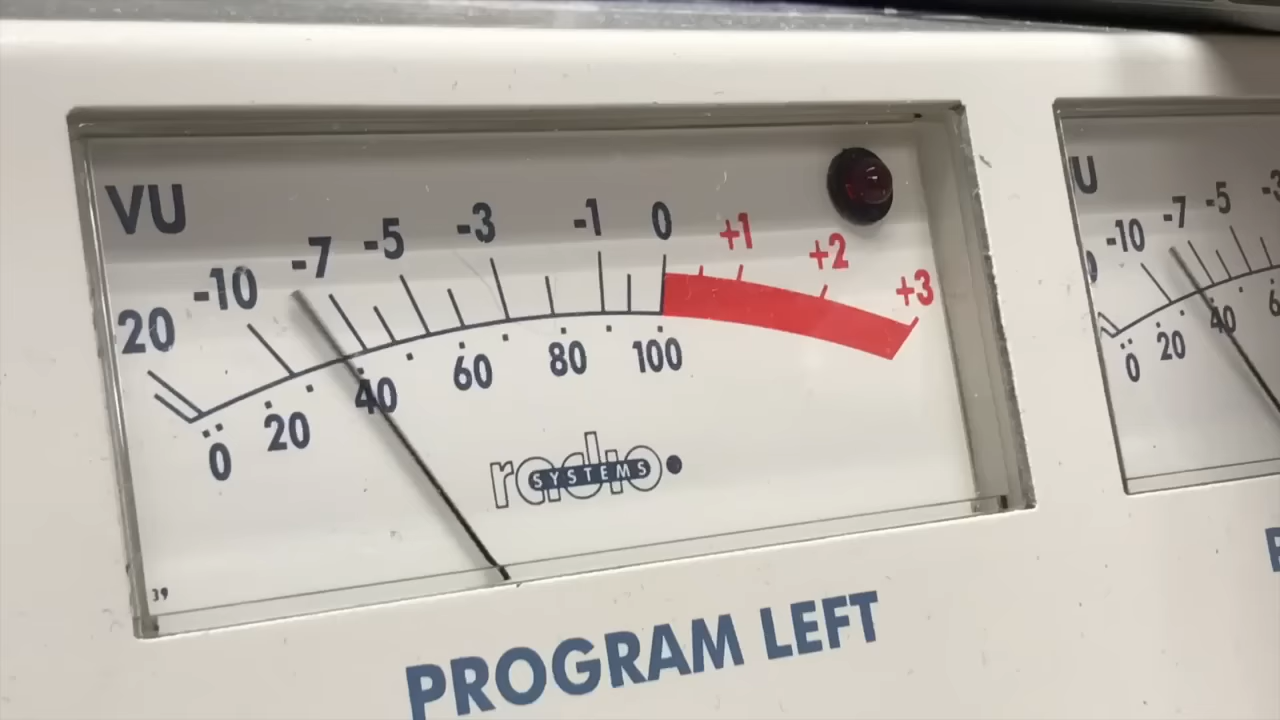 VU
20 -10 -7 -5 -3 -1 0 +1 +2 +3
0 20 40 60 80 100
radio
SYSTEMS
39
PROGRAM LEFT
U
-10 -7 -5
0 20 40